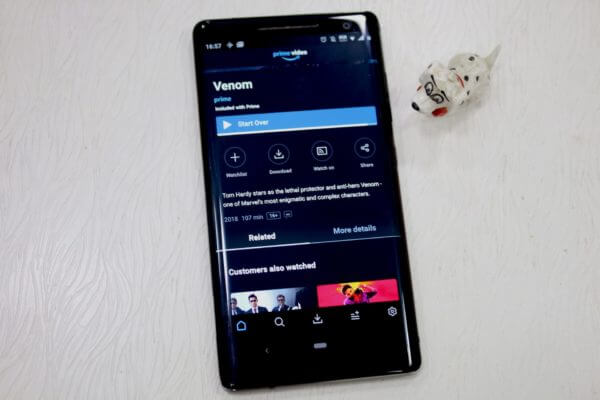 16:57
prime video
Venom
prime
Included with Prime
Start Over
Watchlist
Download
Watch on
Share
Tom Hardy stars as the lethal protector and anti-hero Venom -
one of Marvel's most enigmatic and complex characters.
2018 107 min 16+
Related
More details
Customers also watched